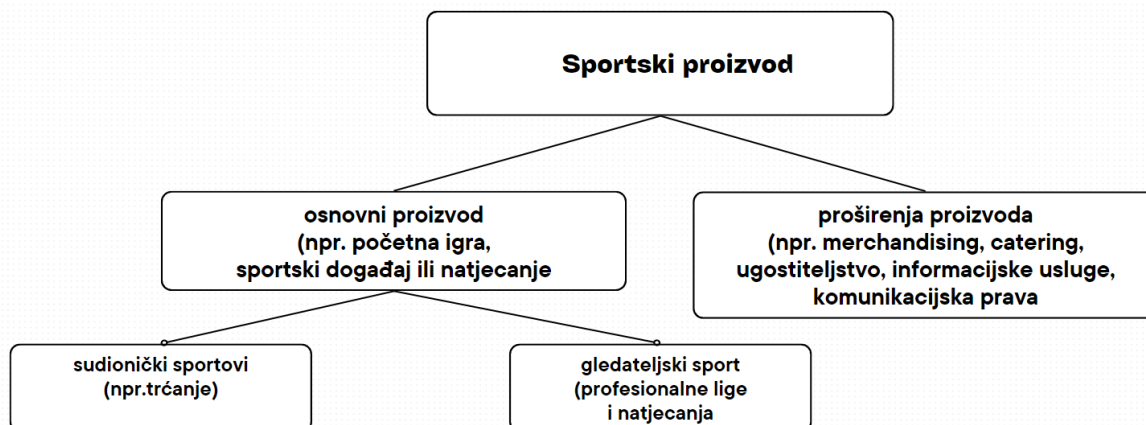 Sportski proizvod
osnovni proizvod
(npr. početna igra,
sportski događaj ili natjecanje
proširenja proizvoda
(npr. merchandising, catering,
ugostiteljstvo, informacijske usluge,
komunikacijska prava
sudionički sportovi
(npr.trćanje)
gledateljski sport
(profesionalne lige
i natjecanja